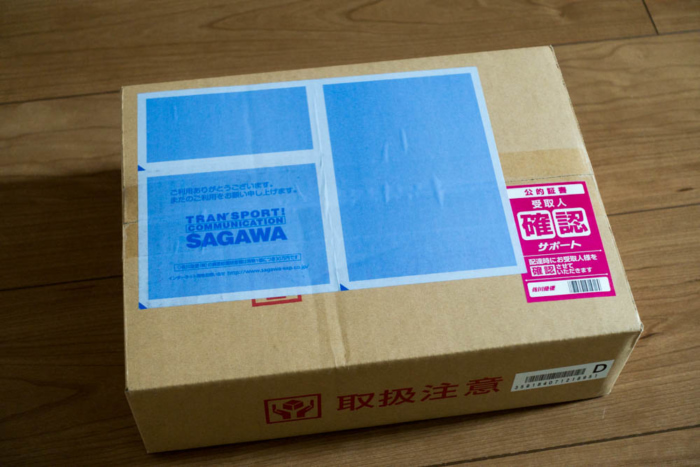 ご利用ありがとうございます。
またのご利用をお願い申し上げます。
TRAN'SPORT!
COMMUNICATION
SAGAWA
公的証書
受取人
確認
サポート
配達時にお受取人様を
確認させて
いただきます
佐川急便
D
取扱注意